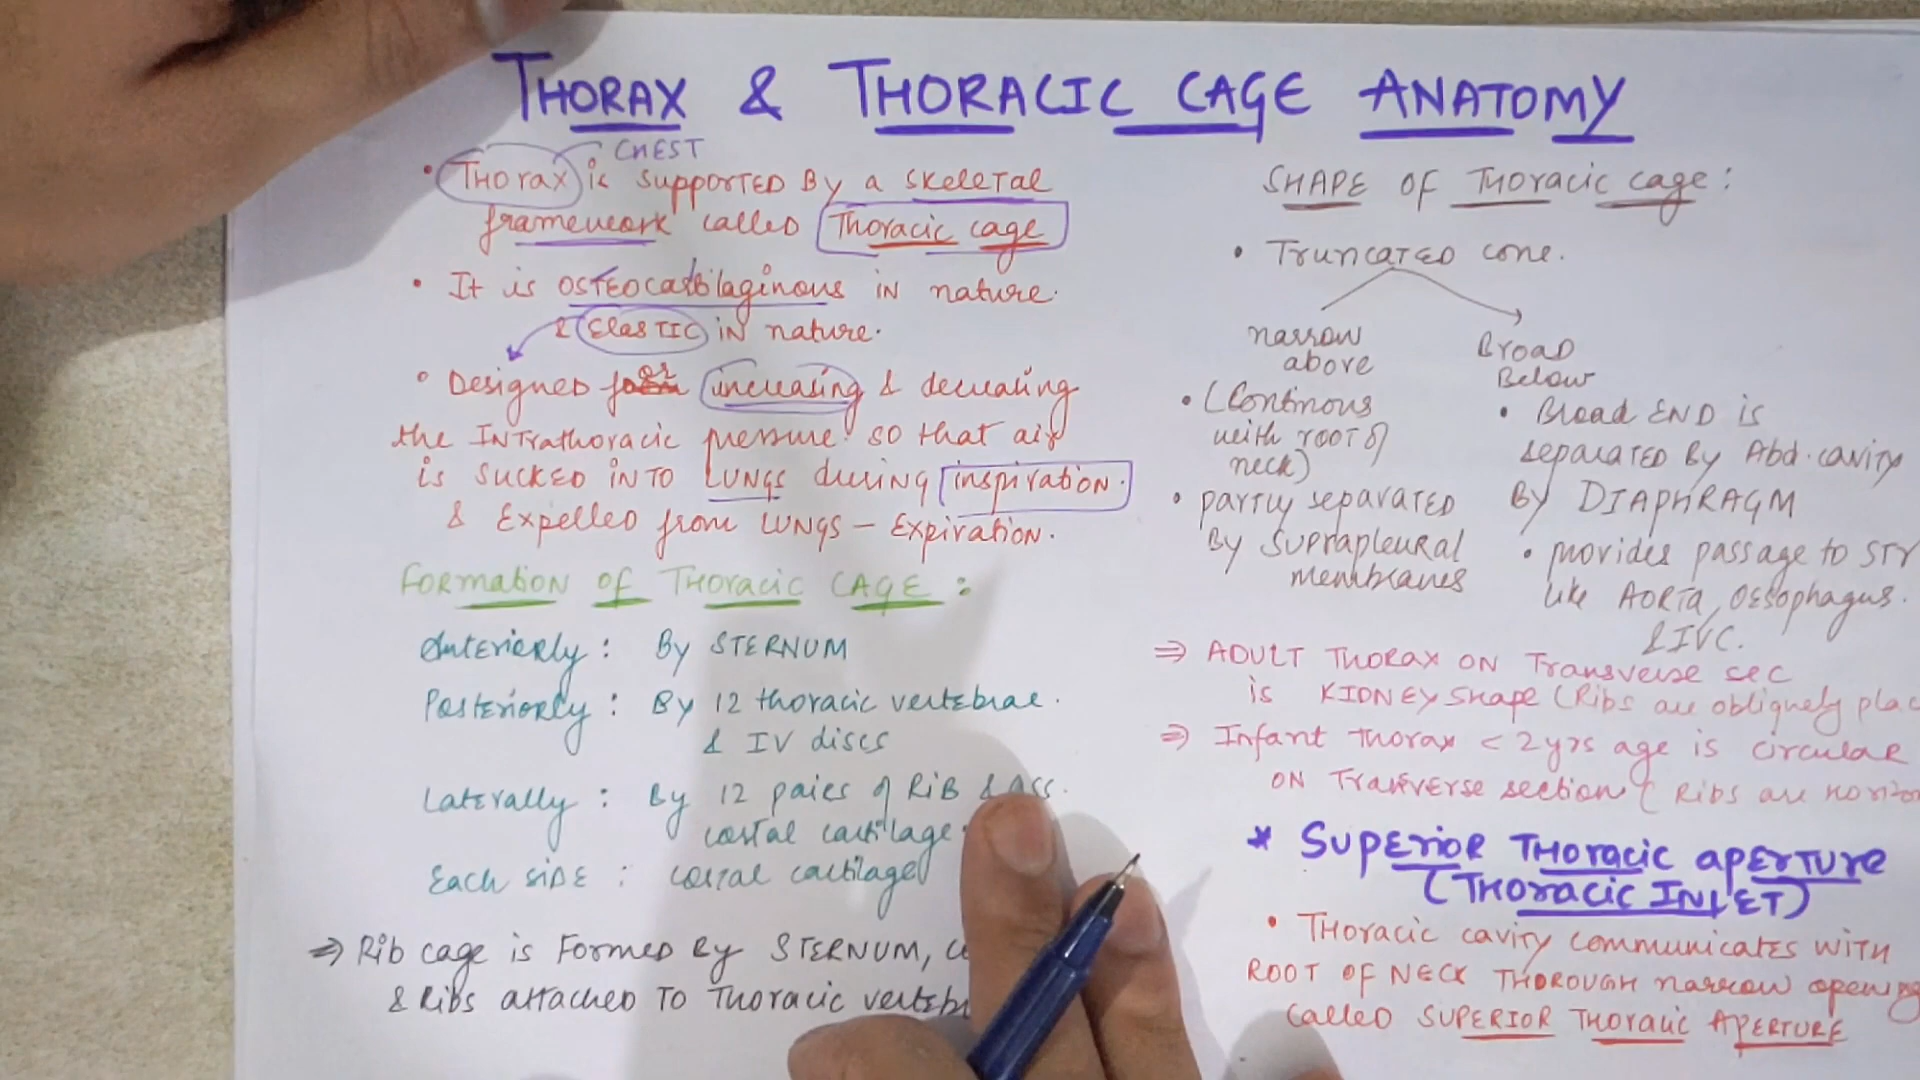 THORAX & THORACIC CAGE ANATOMY
CHEST
• Thorax is supported By a skeletal
framework called Thoracic cage
• It is osteocartilaginous in nature.
& Elastic in nature.
• Designed for increasing & decreasing
the Intrathoracic pressure so that air
is sucked into Lungs during inspiration.
& Expelled from Lungs – Expiration.
Formation of Thoracic CAGE :
Anteriorly : By STERNUM
Posteriorly : By 12 thoracic vertebrae.
& IV discs
Laterally : By 12 pairs of Rib & Ass.
costal cartilage
Each side : costal cartilage
⇒ Rib cage is Formed By STERNUM,
& Ribs attached To Thoracic
SHAPE OF Thoracic cage :
• Truncated cone.
narrow
above
• (Continous
with root of
neck)
• partly separated
By Suprapleural
membranes
Broad
Below
• Broad END is
separated By Abd. cavity
By DIAPHRAGM
• provides passage to STR
like AORTA, Oesophagus.
& IVC.
⇒ ADULT THORAX ON Transverse sec
is KIDNEY shape (Ribs are obliquely plac
⇒ Infant thorax < 2 yrs age is circular
ON Transverse section ( Ribs are
* Superior Thoracic aperture
(Thoracic INLET)
• Thoracic cavity communicates with
ROOT OF NECK THOROUGH narrow opening
called SUPERIOR Thoracic APERTURE